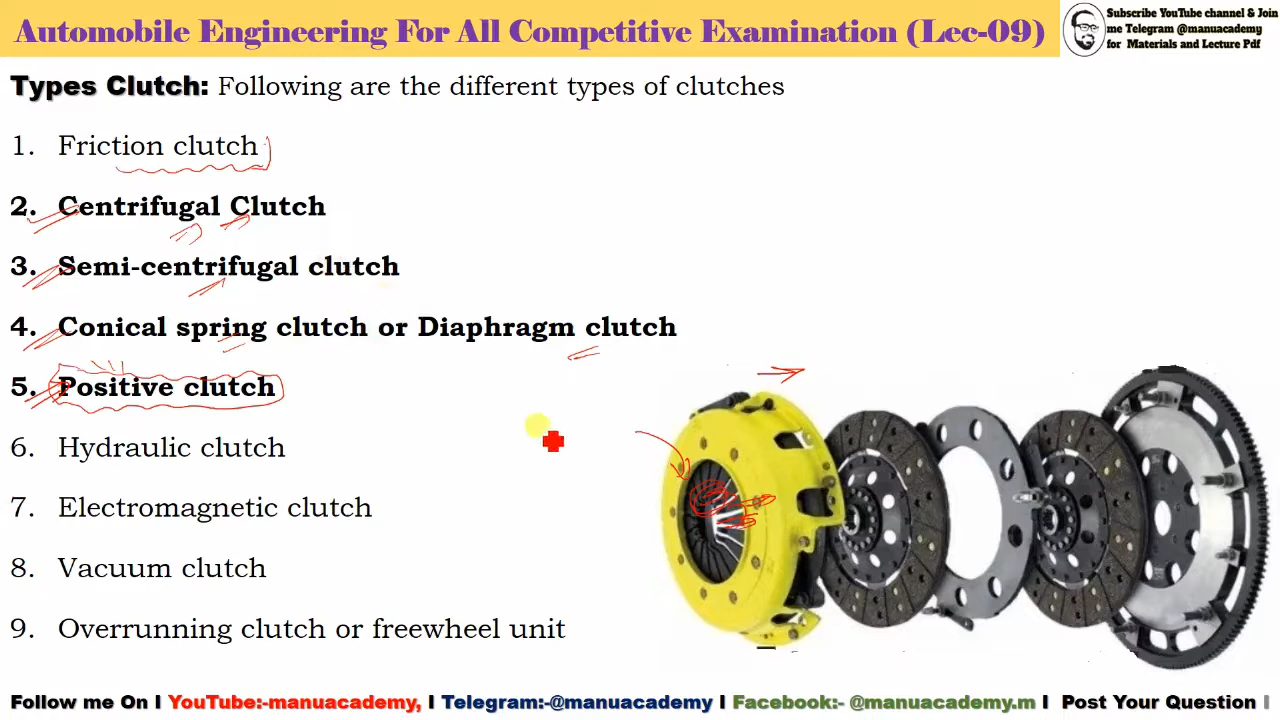 Automobile Engineering For All Competitive Examination (Lec-09)
Subscribe YouTube channel & Join
me Telegram @manuacademy
for Materials and Lecture Pdf
Types Clutch: Following are the different types of clutches
1. Friction clutch
2. Centrifugal Clutch
3. Semi-centrifugal clutch
4. Conical spring clutch or Diaphragm clutch
5. Positive clutch
6. Hydraulic clutch
7. Electromagnetic clutch
8. Vacuum clutch
9. Overrunning clutch or freewheel unit
Follow me On I YouTube:-manuacademy, I Telegram:-@manuacademy I Facebook:- @manuacademy.m I Post Your Question I